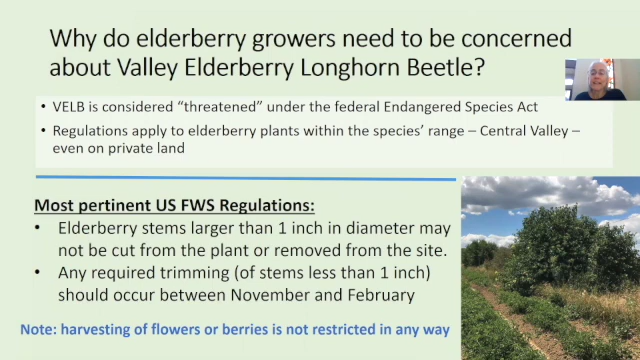 Why do elderberry growers need to be concerned
about Valley Elderberry Longhorn Beetle?
• VELB is considered “threatened” under the federal Endangered Species Act
• Regulations apply to elderberry plants within the species’ range – Central Valley –
even on private land
Most pertinent US FWS Regulations:
• Elderberry stems larger than 1 inch in diameter may
not be cut from the plant or removed from the site.
• Any required trimming (of stems less than 1 inch)
should occur between November and February
Note: harvesting of flowers or berries is not restricted in any way